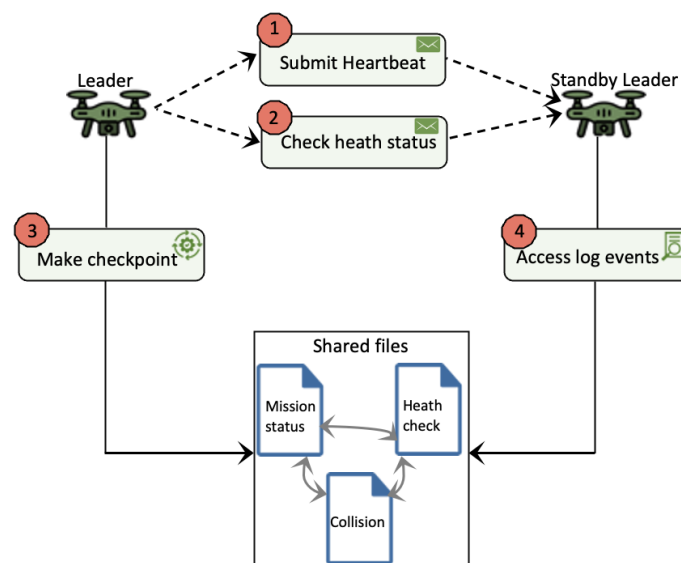 1
Submit Heartbeat
Leader
Standby Leader
2
Check heath status
3
Make checkpoint
4
Access log events
Shared files
Mission
status
Heath
check
Collision